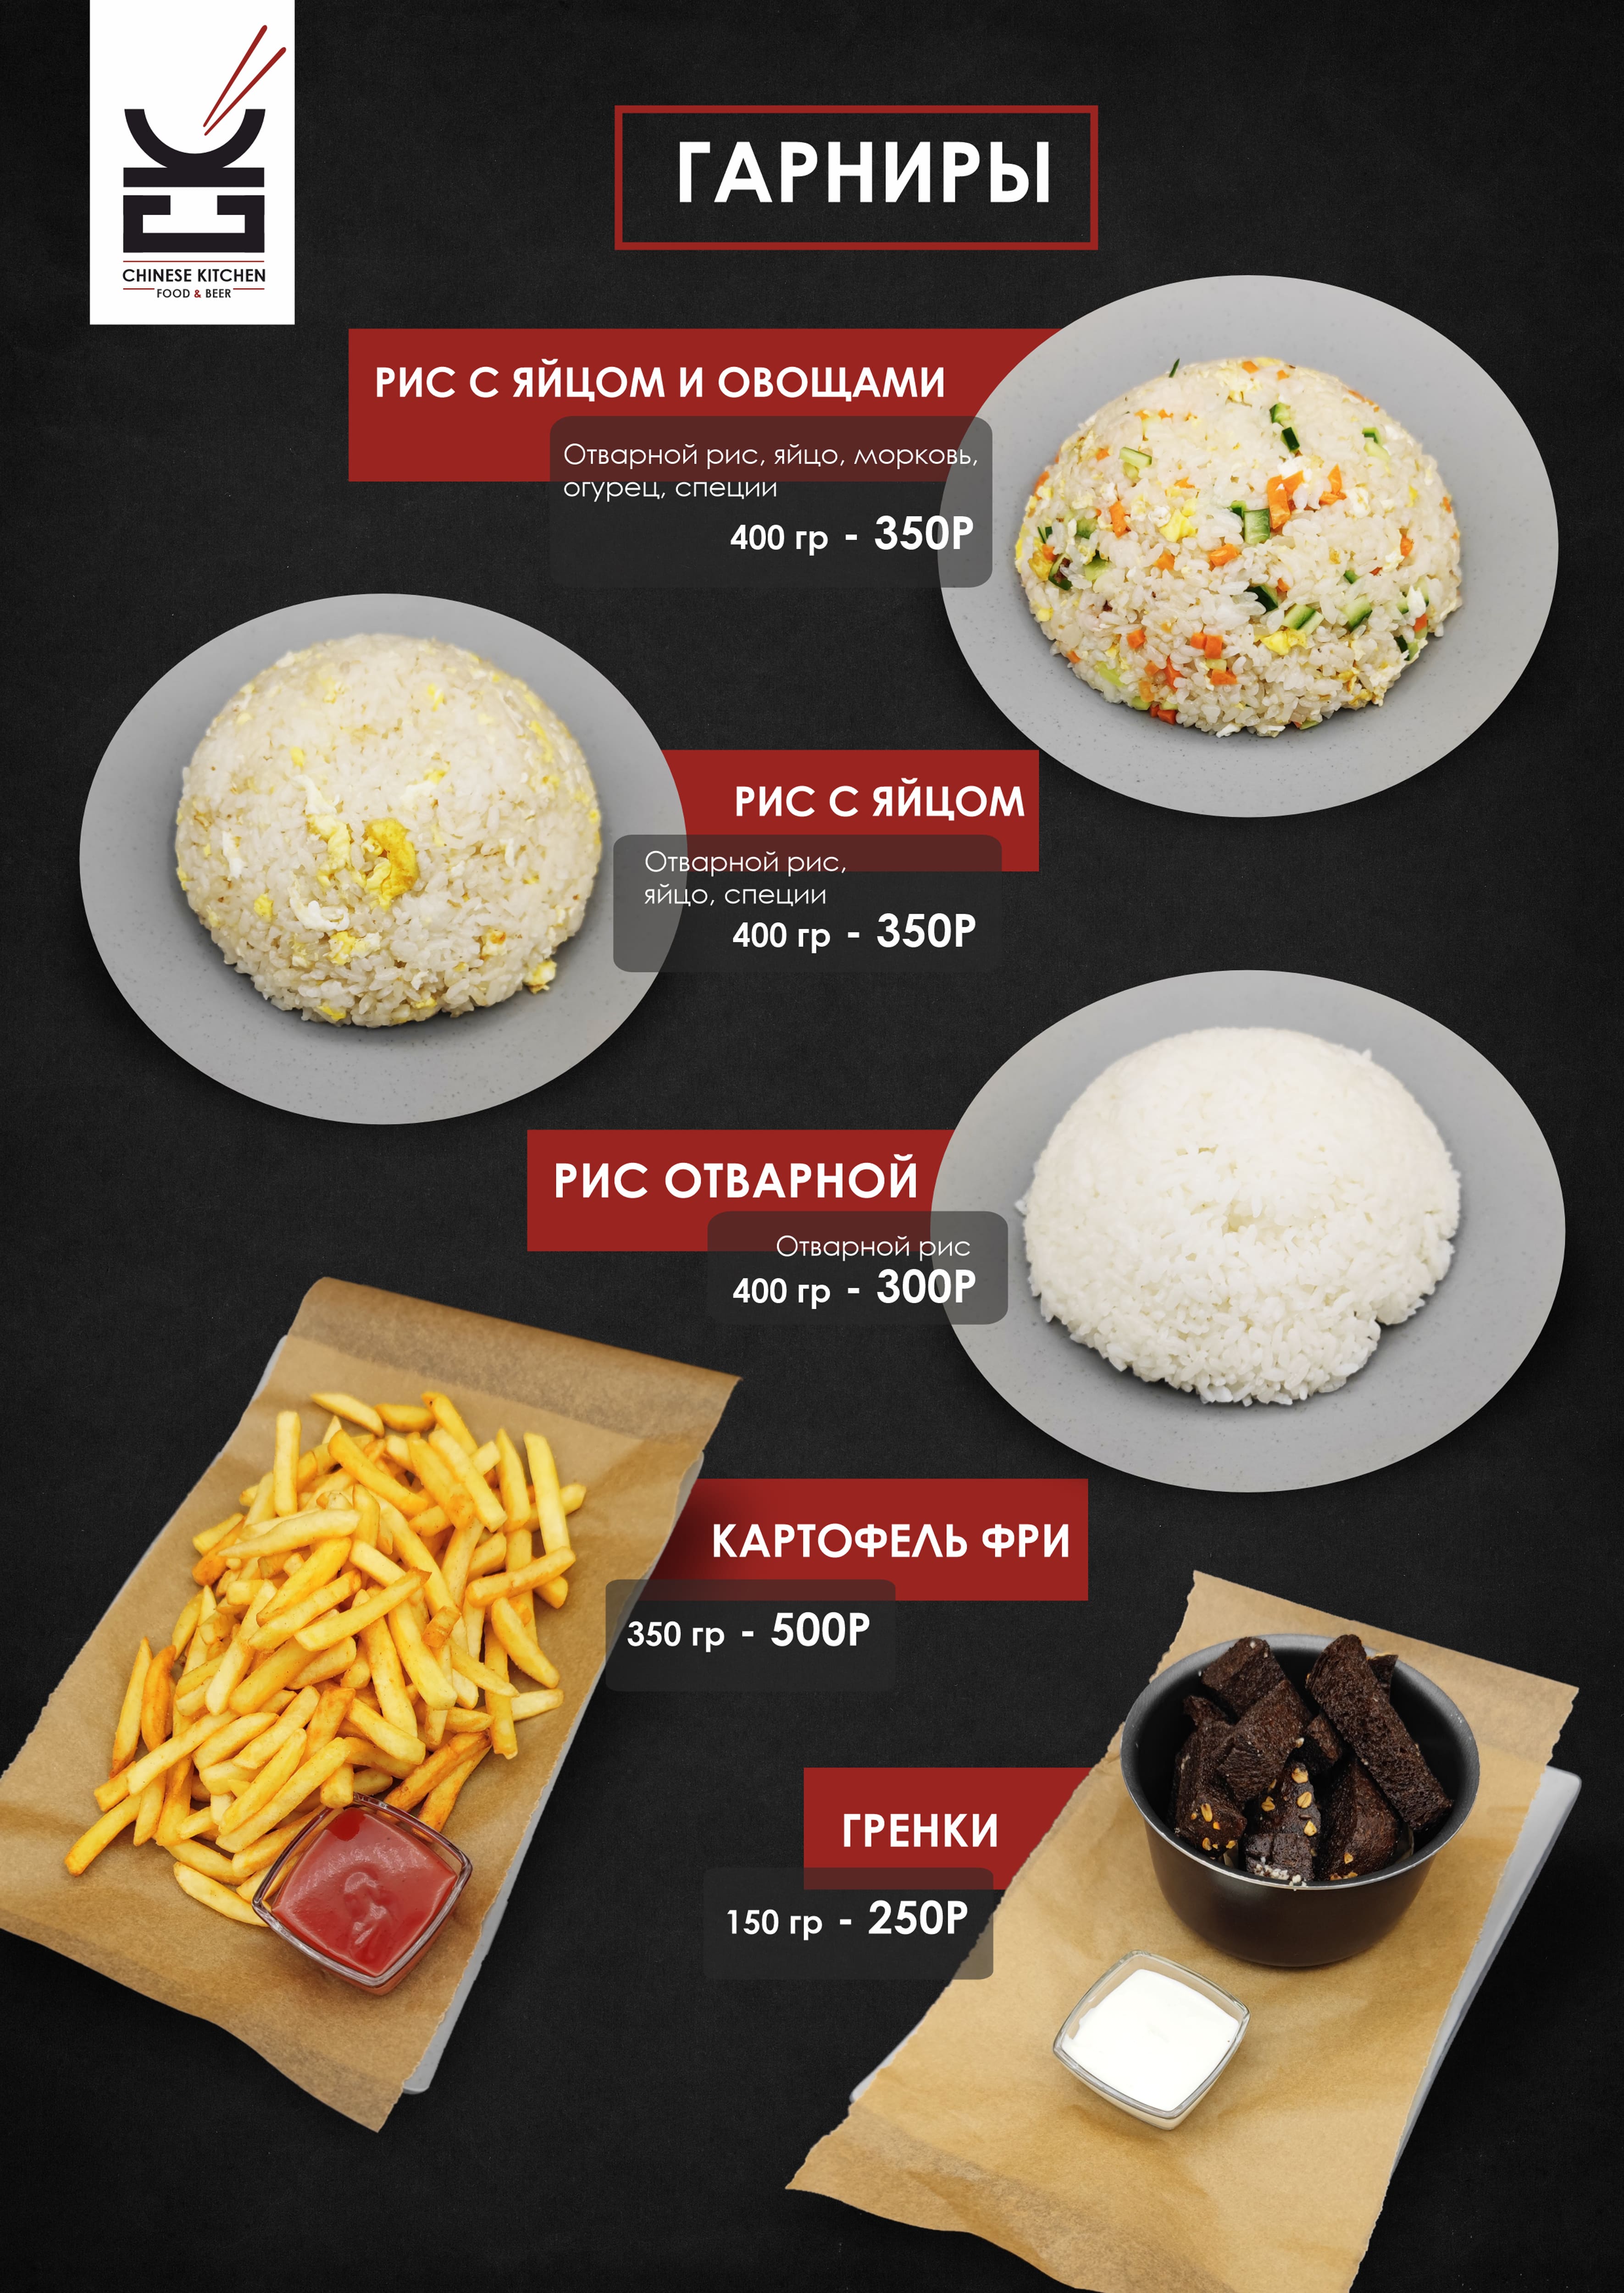 CHINESE KITCHEN
FOOD & BEER
ГАРНИРЫ
РИС С ЯЙЦОМ И ОВОЩАМИ
Отварной рис, яйцо, морковь,
огурец, специи
400 гр - 350Р
РИС С ЯЙЦОМ
Отварной рис,
яйцо, специи
400 гр - 350Р
РИС ОТВАРНОЙ
Отварной рис
400 гр - 300Р
КАРТОФЕЛЬ ФРИ
350 гр - 500Р
ГРЕНКИ
150 гр - 250Р